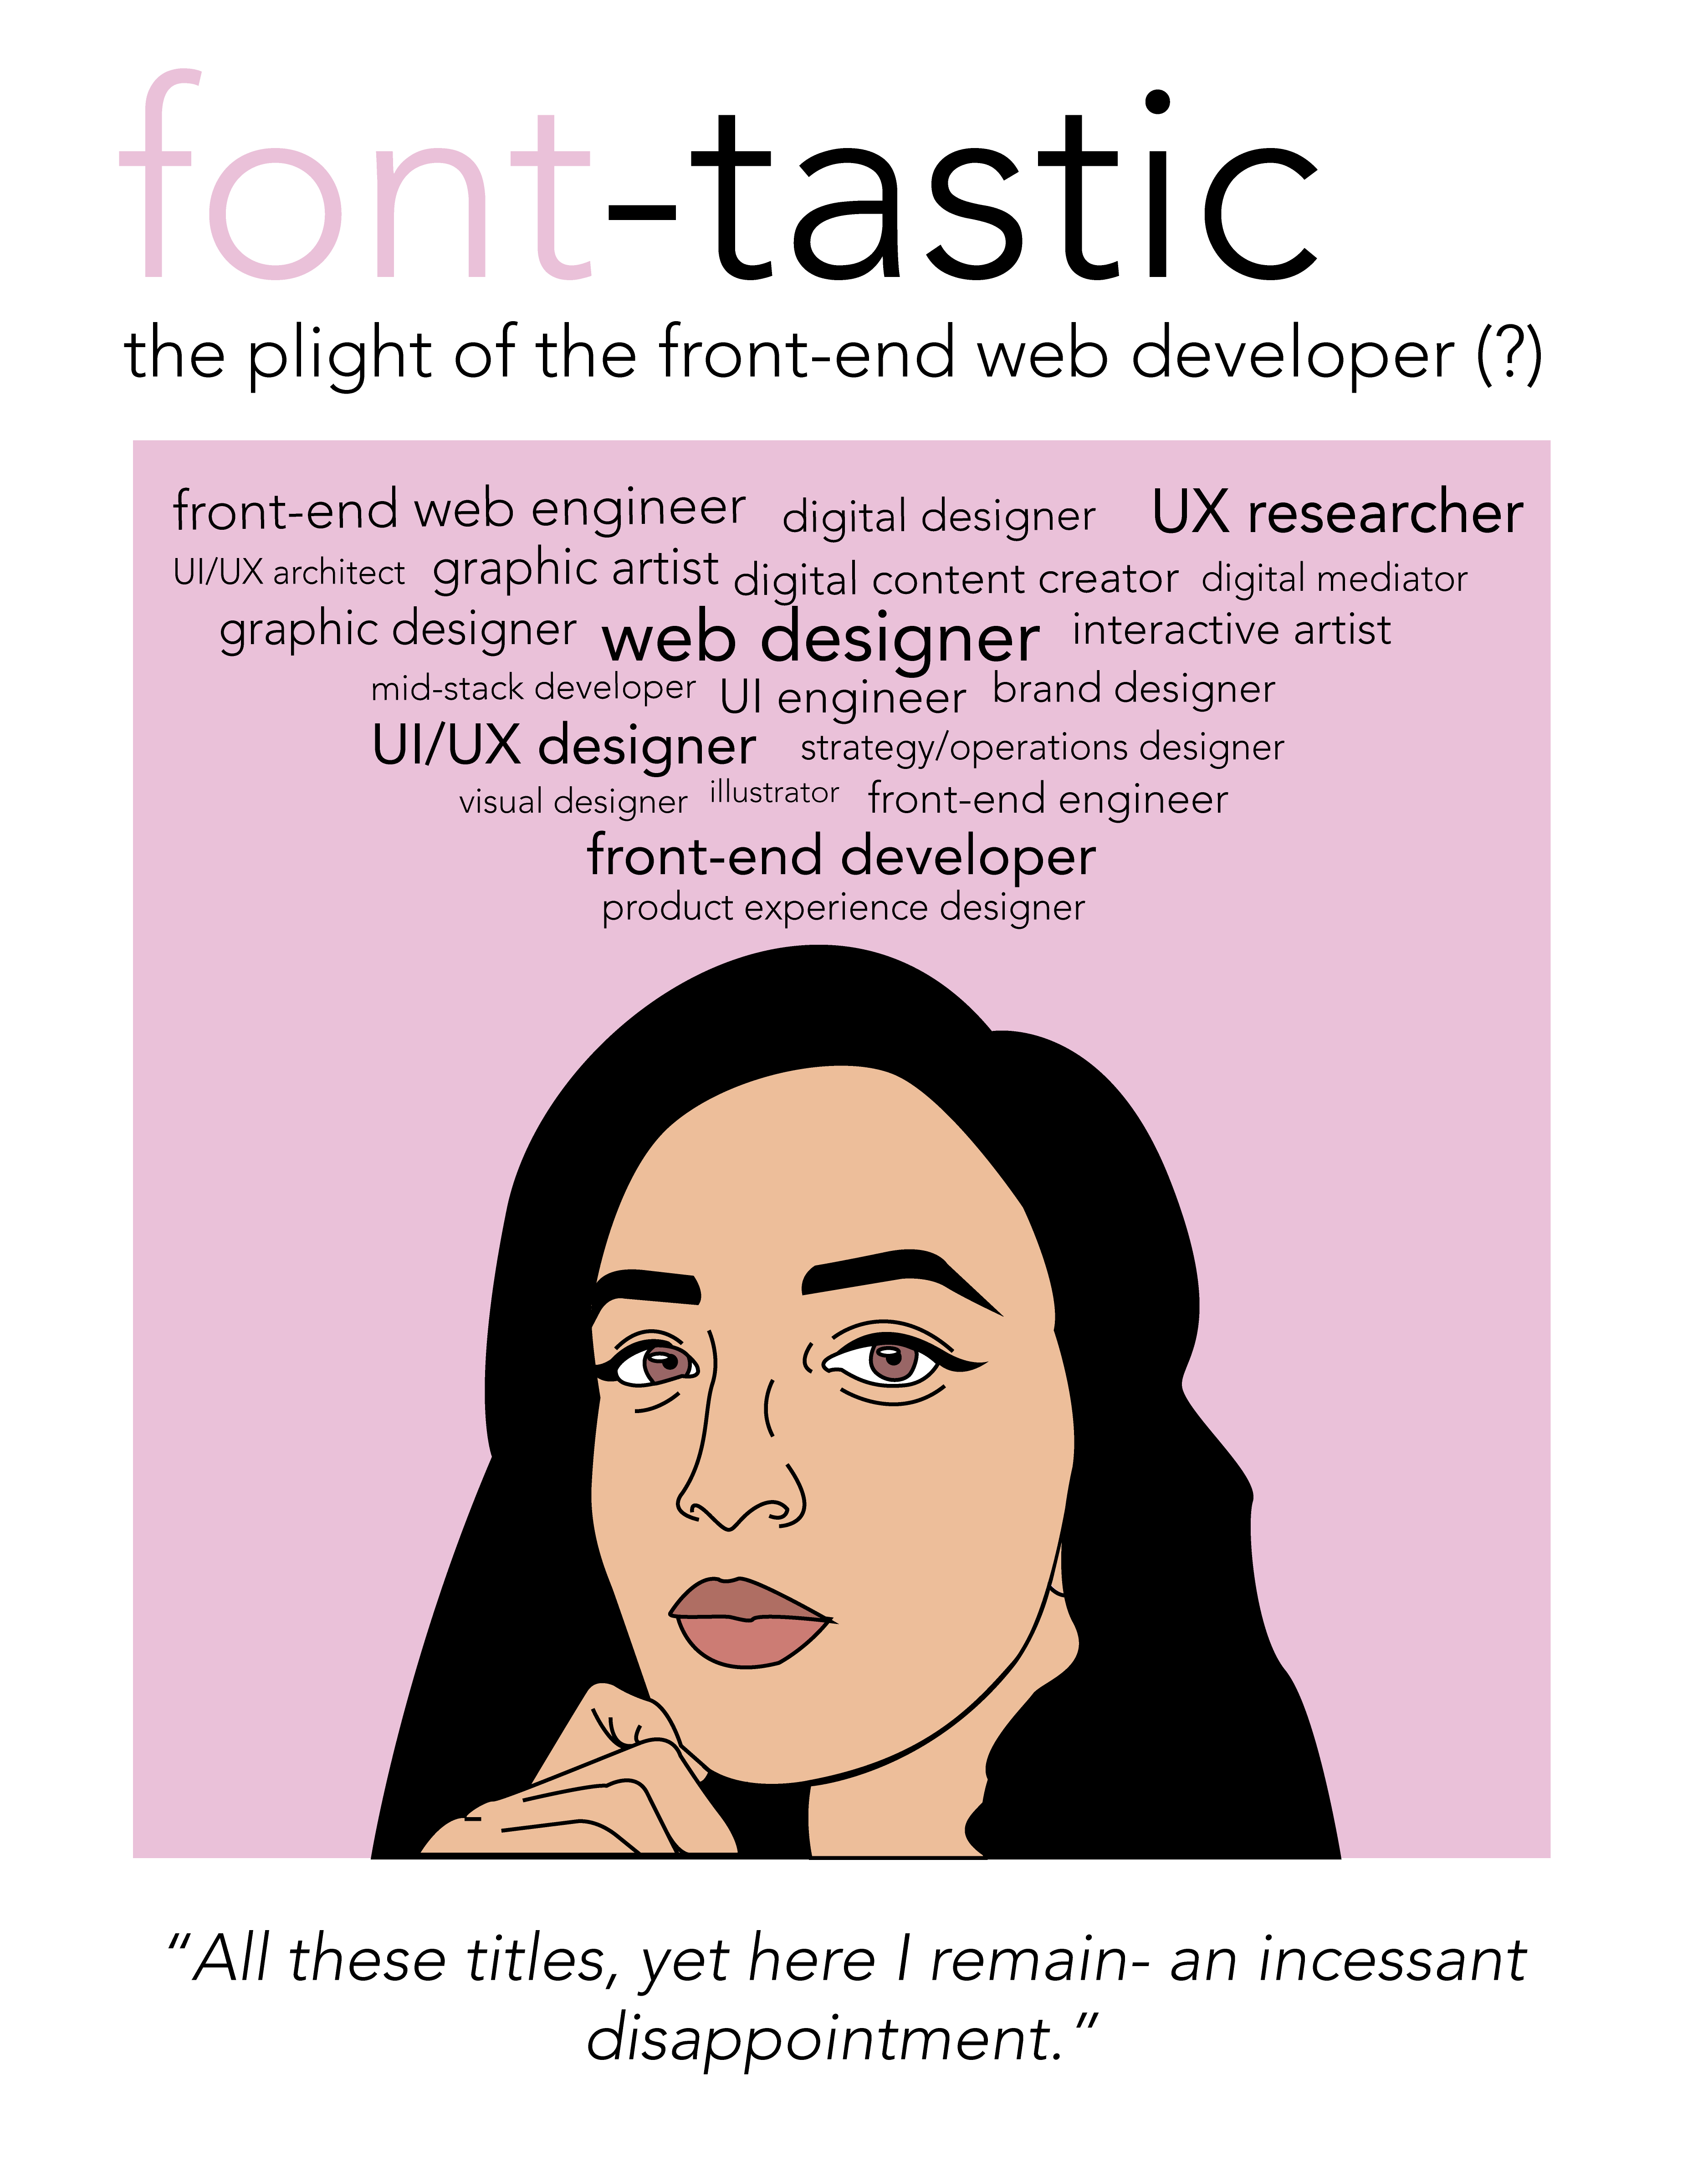 font-tastic
the plight of the front-end web developer (?)
front-end web engineer digital designer UX researcher
UI/UX architect graphic artist digital content creator digital mediator
graphic designer web designer interactive artist
mid-stack developer UI engineer brand designer
UI/UX designer strategy/operations designer
visual designer illustrator front-end engineer
front-end developer
product experience designer
“All these titles, yet here I remain- an incessant
disappointment.”